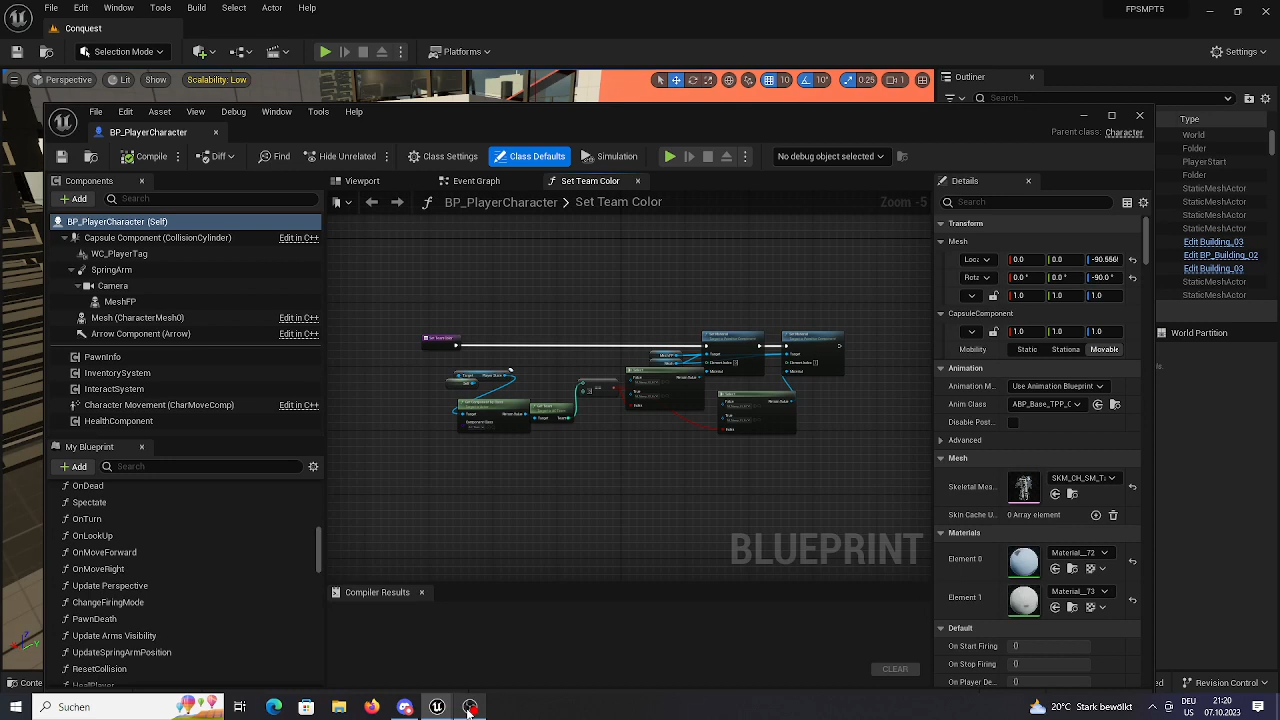 File Edit Window Tools Build Select Actor Help
FPSMPT5
Conquest
Selection Mode
Platforms
Settings
Perspective Lit Show Scalability: Low
10 10° 0.25 1
Outliner
Search...
File Edit Asset View Debug Window Tools Help
Type
BP_PlayerCharacter
Parent class: Character
Compile Diff Find Hide Unrelated Class Settings Class Defaults Simulation No debug object selected
World
Folder
PlayerStart
Folder
StaticMeshActor
StaticMeshActor
StaticMeshActor
StaticMeshActor
Edit Building_03
Edit BP_Building_02
Edit Building_03
StaticMeshActor
StaticMeshActor
World Partition
Components
Add Search
BP_PlayerCharacter (Self)
Capsule Component (CollisionCylinder) Edit in C++
WC_PlayerTag
SpringArm
Camera
MeshFP
Mesh (CharacterMesh0) Edit in C++
Arrow Component (Arrow) Edit in C++
PawnInfo
InventorySystem
InteractSystem
Character Movement (CharMoveComp) Edit in C++
HealthComponent
My Blueprint
Add Search
OnDead
Spectate
OnTurn
OnLookUp
OnMoveForward
OnMoveRight
Update Perspective
ChangeFiringMode
PawnDeath
Update Arms Visibility
UpdateSpringArmPosition
ResetCollision
HealPlayer
Viewport Event Graph Set Team Color
BP_PlayerCharacter > Set Team Color
Zoom -5
BLUEPRINT
Compiler Results
CLEAR
Details
Search
Transform
Mesh
Loca 0.0 0.0
Rota 0.0 ° 0.0 ° -90.0 °
1.0 1.0 1.0
CapsuleComponent
1.0 1.0 1.0
Mobility Static Stationa
Animation
Animation M... Use Animation Blueprint
Anim Class ABP_Base_TPP_C
Disable Post...
Advanced
Mesh
Skeletal Mea...
Skin Cache U... 0 Array element
Materials
Element 0 Material__72
Element 1 Material__73
Default
On Start Firing ()
On Stop Firing ()
On Player De... ()
Conte
Revision Control
Suchen
20°C Stark bewölkt
DEU
21:20
07.10.2023